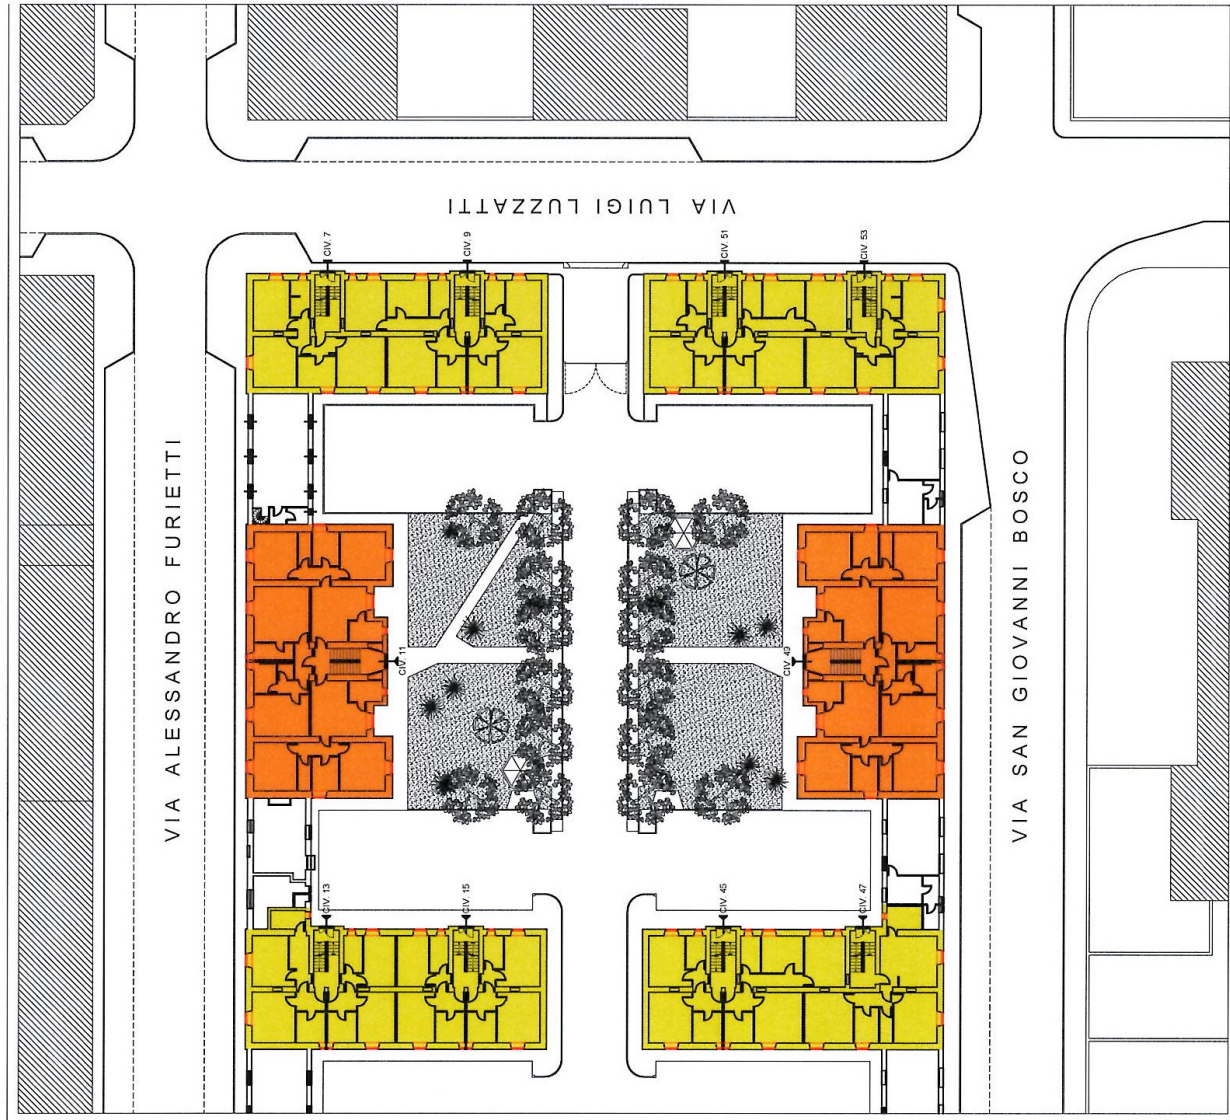 VIA LUIGI LUZZATTI
CIV. 7
CIV. 9
CIV. 51
CIV. 53
VIA ALESSANDRO FURIETTI
VIA SAN GIOVANNI BOSCO
CIV. 11
CIV. 49
CIV. 13
CIV. 15
CIV. 45
CIV. 47